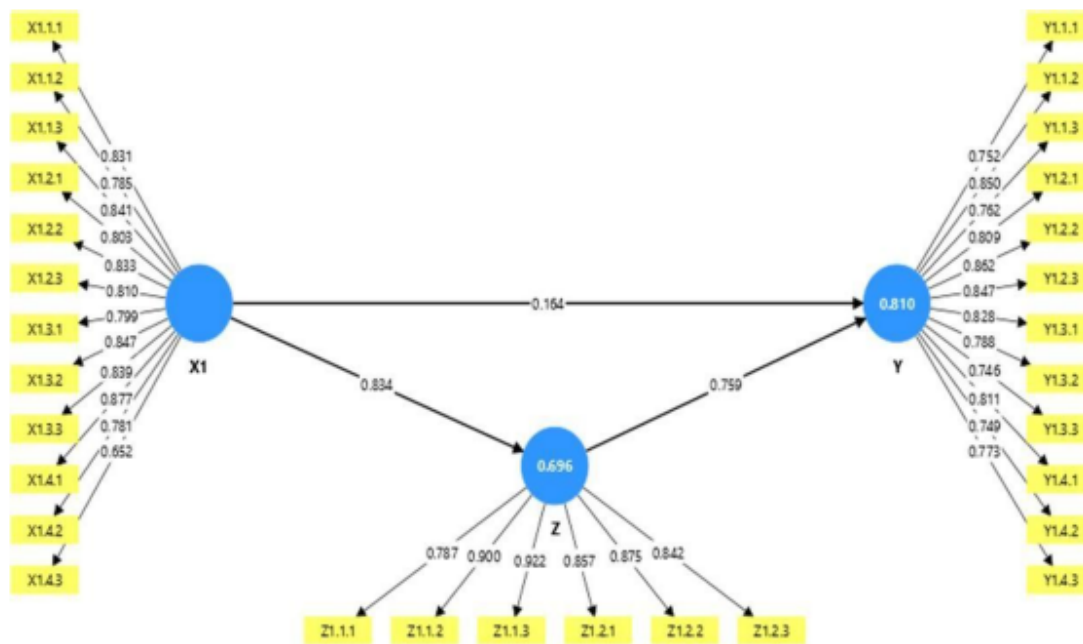 X1.1.1
X1.1.2
X1.1.3
X1.2.1
X1.2.2
X1.2.3
X1.3.1
X1.3.2
X1.3.3
X1.4.1
X1.4.2
X1.4.3
0.831
0.785
0.841
0.803
0.833
0.810
0.799
0.847
0.839
0.877
0.781
0.652
X1
0.164
0.834
0.759
0.696
Z
0.787
0.900
0.922
0.857
0.875
0.842
Z1.1.1
Z1.1.2
Z1.1.3
Z1.2.1
Z1.2.2
Z1.2.3
0.810
Y
0.752
0.850
0.762
0.809
0.862
0.847
0.828
0.788
0.746
0.811
0.749
0.773
Y1.1.1
Y1.1.2
Y1.1.3
Y1.2.1
Y1.2.2
Y1.2.3
Y1.3.1
Y1.3.2
Y1.3.3
Y1.4.1
Y1.4.2
Y1.4.3